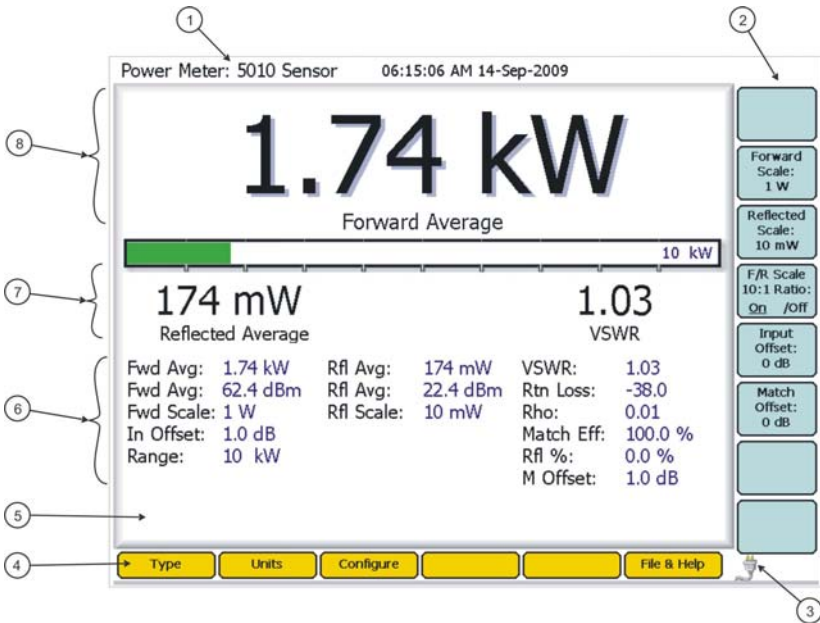 1
2
Power Meter: 5010 Sensor 06:15:06 AM 14-Sep-2009
8
1.74 kW
Forward Average
10 kW
7
174 mW
Reflected Average
1.03
VSWR
6
Fwd Avg: 1.74 kW Rfl Avg: 174 mW VSWR: 1.03
Fwd Avg: 62.4 dBm Rfl Avg: 22.4 dBm Rtn Loss: -38.0
Fwd Scale: 1 W Rfl Scale: 10 mW Rho: 0.01
In Offset: 1.0 dB Match Eff: 100.0 %
Range: 10 kW Rfl %: 0.0 %
M Offset: 1.0 dB
5
4
Type Units Configure File & Help
3
Forward
Scale:
1 W
Reflected
Scale:
10 mW
F/R Scale
10:1 Ratio:
On /Off
Input
Offset:
0 dB
Match
Offset:
0 dB